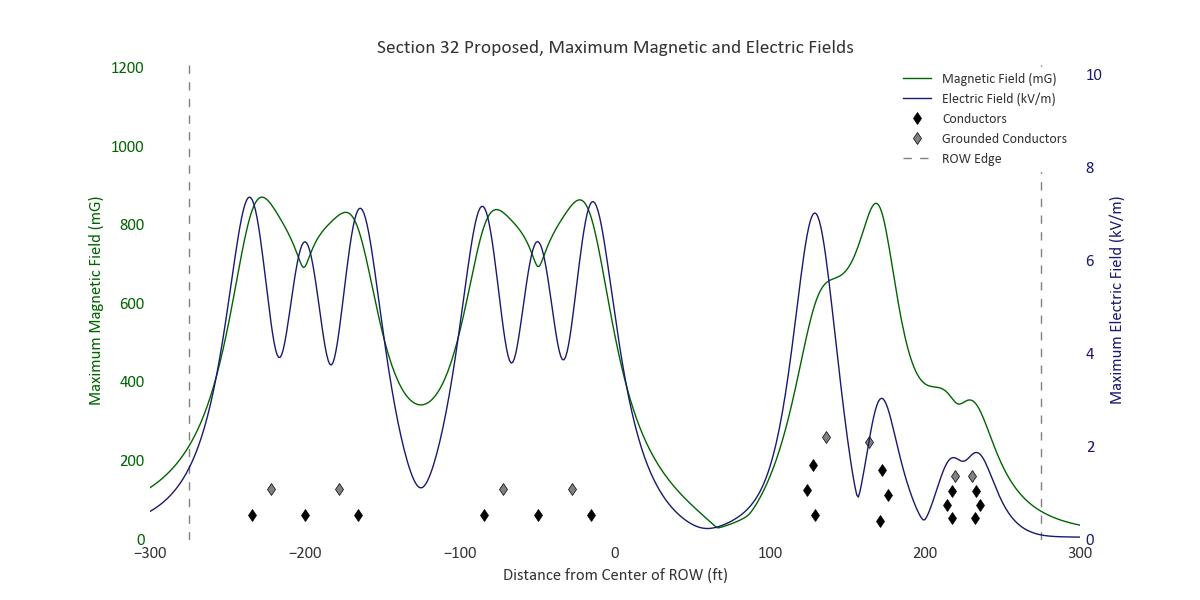 Section 32 Proposed, Maximum Magnetic and Electric Fields
Maximum Magnetic Field (mG)
1200
1000
800
600
400
200
0
Magnetic Field (mG)
Electric Field (kV/m)
Conductors
Grounded Conductors
ROW Edge
10
8
6
4
2
0
Maximum Electric Field (kV/m)
−300
−200
−100
0
100
200
300
Distance from Center of ROW (ft)